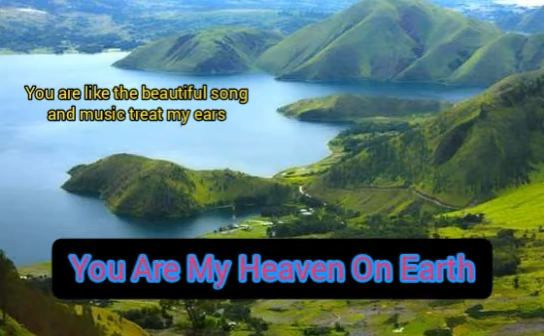 You are like the beautiful song
and music treat my ears
You Are My Heaven On Earth